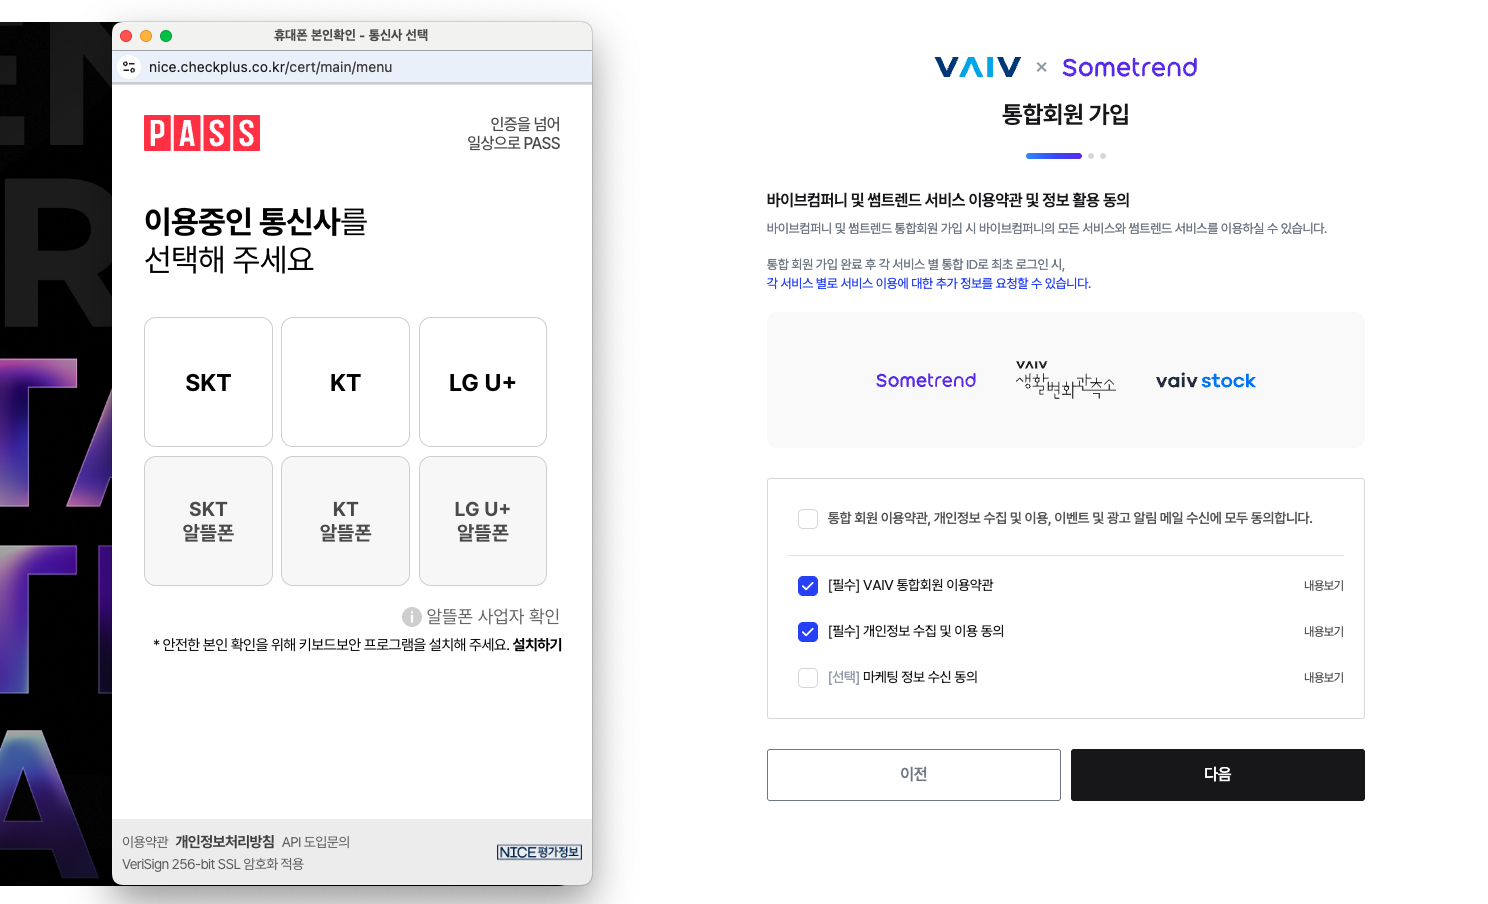 휴대폰 본인확인 - 통신사 선택
nice.checkplus.co.kr/cert/main/menu
PASS
인증을 넘어
일상으로 PASS
이용중인 통신사를
선택해 주세요
SKT
KT
LG U+
SKT
알뜰폰
KT
알뜰폰
LG U+
알뜰폰
알뜰폰 사업자 확인
* 안전한 본인 확인을 위해 키보드보안 프로그램을 설치해 주세요. 설치하기
이용약관 개인정보처리방침 API 도입문의
VeriSign 256-bit SSL 암호화 적용
NICE평가정보
VAIV × Sometrend
통합회원 가입
바이브컴퍼니 및 썸트렌드 서비스 이용약관 및 정보 활용 동의
바이브컴퍼니 및 썸트렌드 통합회원 가입 시 바이브컴퍼니의 모든 서비스와 썸트렌드 서비스를 이용하실 수 있습니다.
통합 회원 가입 완료 후 각 서비스 별 통합 ID로 최초 로그인 시,
각 서비스 별로 서비스 이용에 대한 추가 정보를 요청할 수 있습니다.
Sometrend
VAIV
생활변화관측소
vaiv stock
통합 회원 이용약관, 개인정보 수집 및 이용, 이벤트 및 광고 알림 메일 수신에 모두 동의합니다.
[필수] VAIV 통합회원 이용약관 내용보기
[필수] 개인정보 수집 및 이용 동의 내용보기
[선택] 마케팅 정보 수신 동의 내용보기
이전
다음